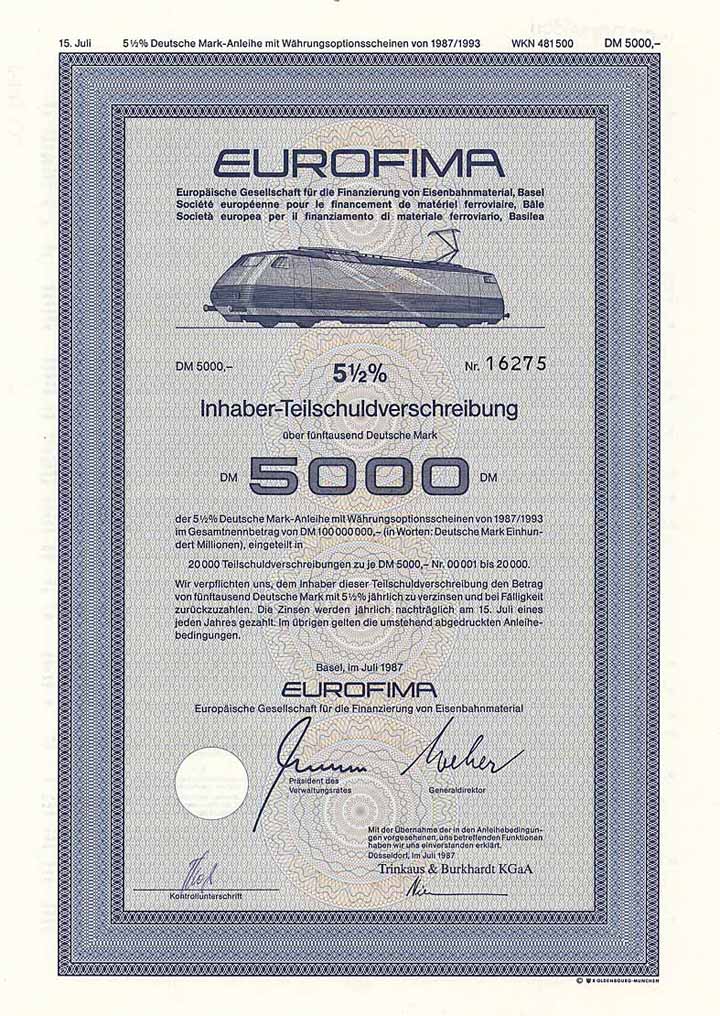 15. Juli 5½% Deutsche Mark-Anleihe mit Währungsoptionsscheinen von 1987/1993 WKN 481500 DM 5000,–
EUROFIMA
Europäische Gesellschaft für die Finanzierung von Eisenbahnmaterial, Basel
Société européenne pour le financement de matériel ferroviaire, Bâle
Società europea per il finanziamento di materiale ferroviario, Basilea
DM 5000,– 5½% Nr. 16275
Inhaber-Teilschuldverschreibung
über fünftausend Deutsche Mark
DM 5000 DM
der 5½% Deutsche Mark-Anleihe mit Währungsoptionsscheinen von 1987/1993
im Gesamtnennbetrag von DM 100 000 000,– (in Worten: Deutsche Mark Einhun-
dert Millionen), eingeteilt in
20 000 Teilschuldverschreibungen zu je DM 5000,– Nr. 00 001 bis 20 000.
Wir verpflichten uns, dem Inhaber dieser Teilschuldverschreibung den Betrag
von fünftausend Deutsche Mark mit 5½% jährlich zu verzinsen und bei Fälligkeit
zurückzuzahlen. Die Zinsen werden jährlich nachträglich am 15. Juli eines
jeden Jahres gezahlt. Im übrigen gelten die umstehend abgedruckten Anleihe-
bedingungen.
Basel, im Juli 1987
EUROFIMA
Europäische Gesellschaft für die Finanzierung von Eisenbahnmaterial
Weher
Präsident des
Verwaltungsrates
Generaldirektor
Mit der Übernahme der in den Anleihebedingun-
gen vorgesehenen, uns betreffenden Funktionen
haben wir uns einverstanden erklärt.
Düsseldorf, im Juli 1987
Trinkaus & Burkhardt KGaA
Kontrollunterschrift
© R. OLDENBOURG·MÜNCHEN